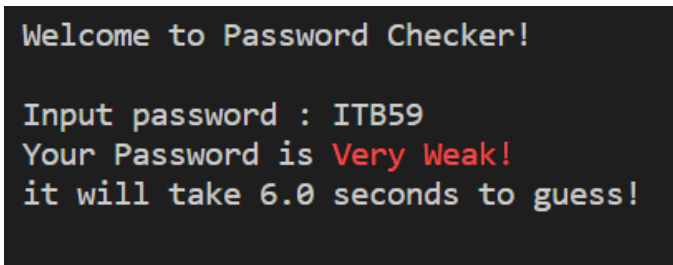 Welcome to Password Checker!
Input password : ITB59
Your Password is Very Weak!
it will take 6.0 seconds to guess!